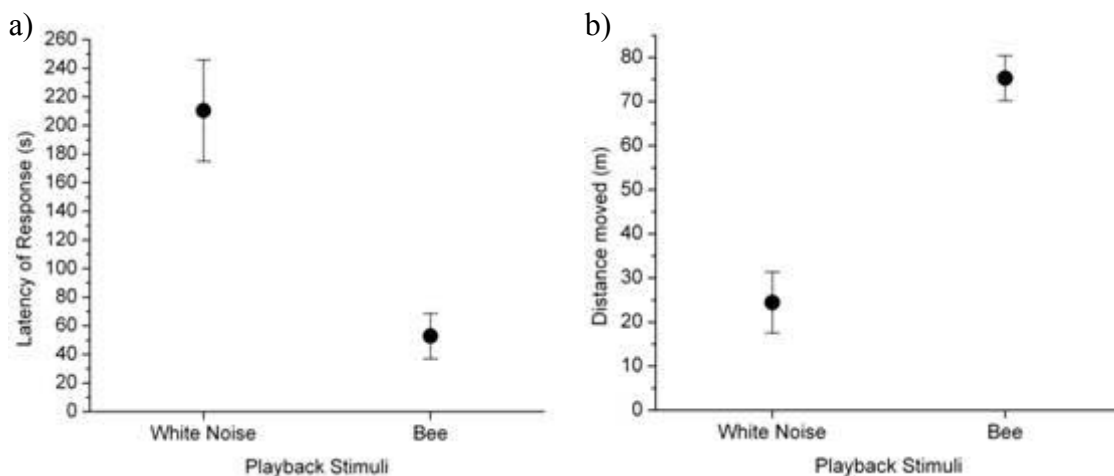 a)
260
240
220
200
180
160
140
120
100
80
60
40
20
0
Latency of Response (s)
White Noise Bee
Playback Stimuli
b)
80
70
60
50
40
30
20
10
0
Distance moved (m)
White Noise Bee
Playback Stimuli